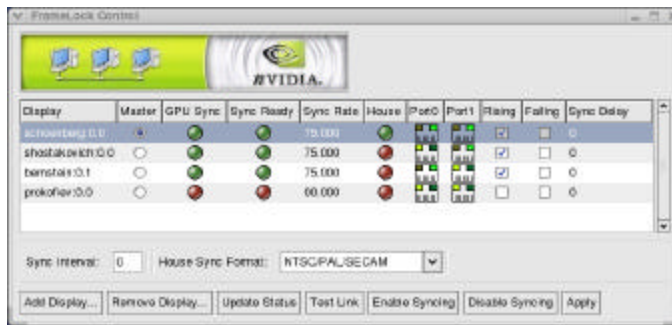 FrameLock Control
nVIDIA.
Display Master GPU Sync Sync Ready Sync Rate House Port0 Port1 Rising Falling Sync Delay
schoenberg:0.0 75.000 0
shostakovich:0.0 75.000 0
bernstein:0.1 75.000 0
prokofiev:0.0 00.000 0
Sync Interval: 0 House Sync Format: NTSC/PAL/SECAM
Add Display... Remove Display... Update Status Test Link Enable Syncing Disable Syncing Apply